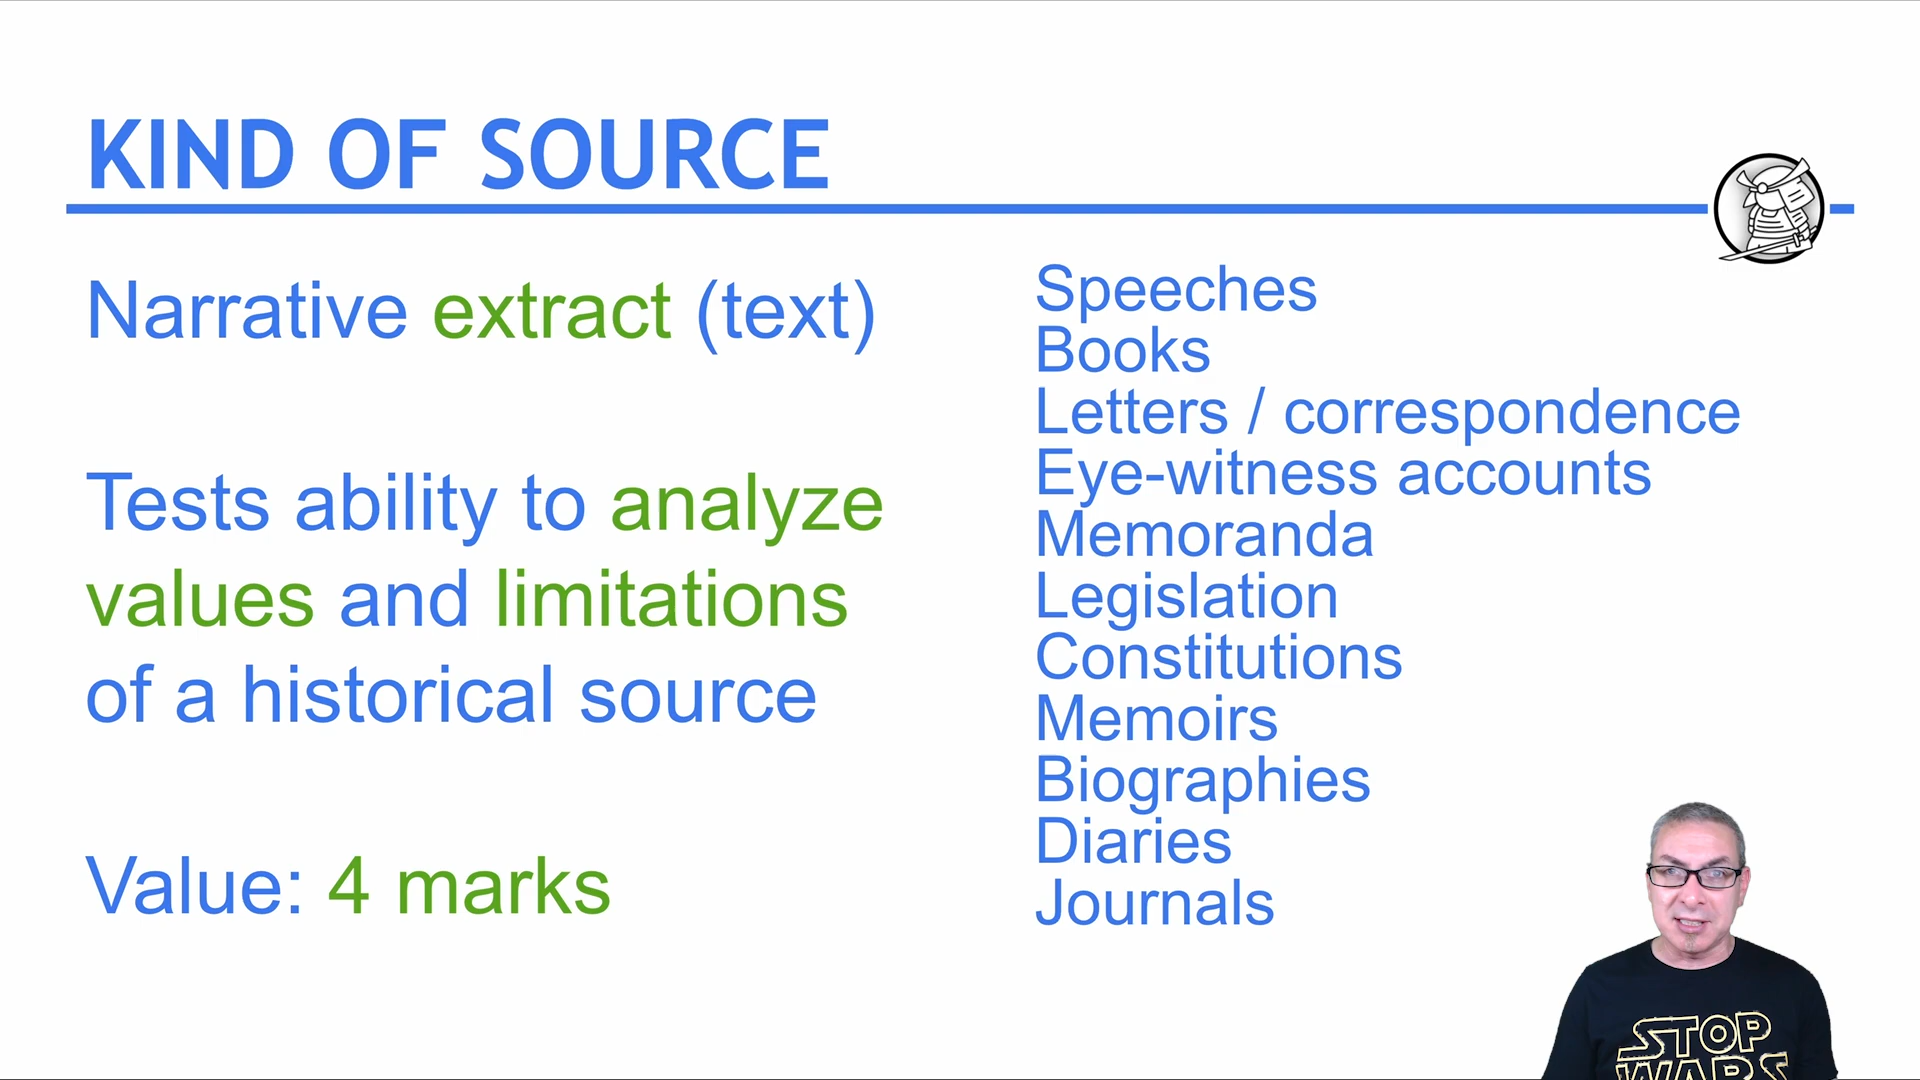 KIND OF SOURCE
Narrative extract (text)
Tests ability to analyze
values and limitations
of a historical source
Value: 4 marks
Speeches
Books
Letters / correspondence
Eye-witness accounts
Memoranda
Legislation
Constitutions
Memoirs
Biographies
Diaries
Journals
STOP
WARS